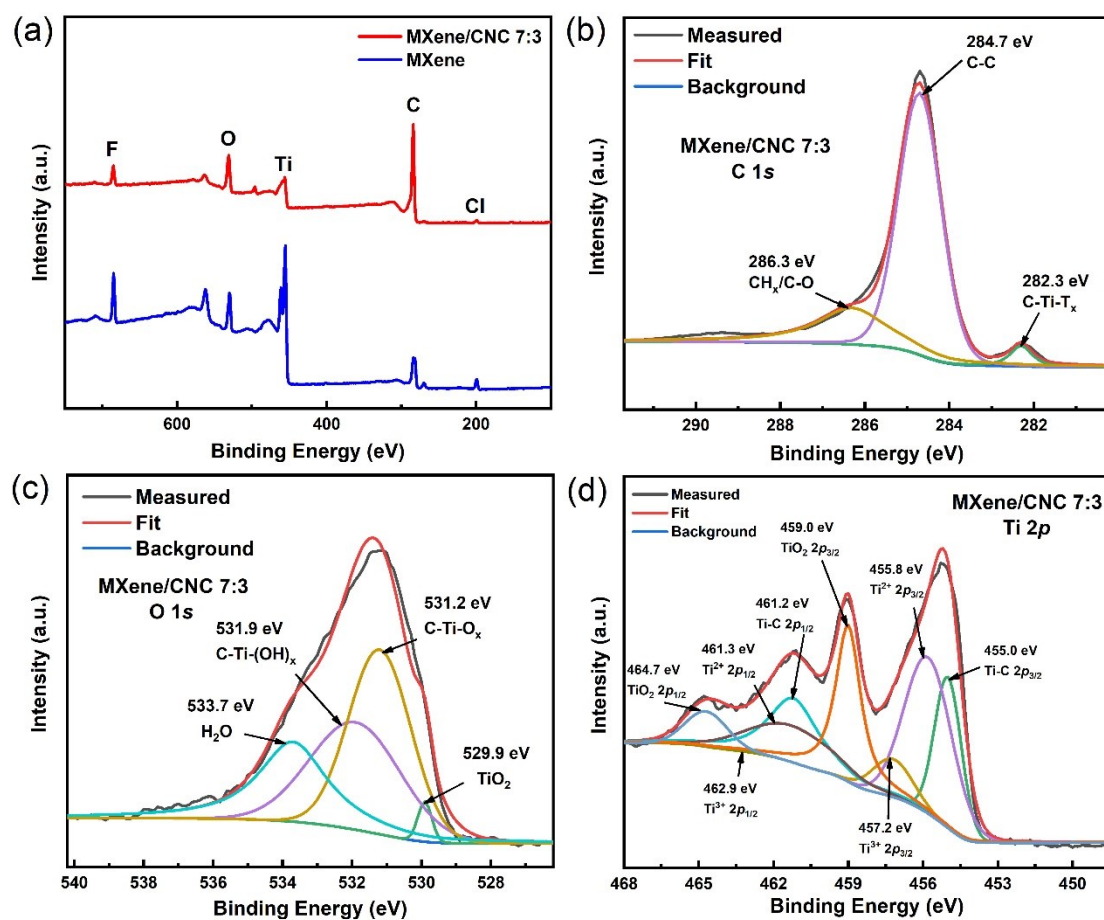 (a)
MXene/CNC 7:3
MXene
F
O
Ti
C
Cl
Intensity (a.u.)
600
400
200
Binding Energy (eV)
(b)
Measured
Fit
Background
MXene/CNC 7:3
C 1s
284.7 eV
C-C
286.3 eV
CHₓ/C-O
282.3 eV
C-Ti-Tₓ
Intensity (a.u.)
290
288
286
284
282
Binding Energy (eV)
(c)
Measured
Fit
Background
MXene/CNC 7:3
O 1s
531.2 eV
C-Ti-Oₓ
531.9 eV
C-Ti-(OH)ₓ
533.7 eV
H₂O
529.9 eV
TiO₂
Intensity (a.u.)
540
538
536
534
532
530
528
Binding Energy (eV)
(d)
Measured
Fit
Background
MXene/CNC 7:3
Ti 2p
459.0 eV
TiO₂ 2p₃/₂
455.8 eV
Ti²⁺ 2p₃/₂
461.2 eV
Ti-C 2p₁/₂
461.3 eV
Ti²⁺ 2p₁/₂
455.0 eV
Ti-C 2p₃/₂
464.7 eV
TiO₂ 2p₁/₂
462.9 eV
Ti³⁺ 2p₁/₂
457.2 eV
Ti³⁺ 2p₃/₂
Intensity (a.u.)
468
465
462
459
456
453
450
Binding Energy (eV)